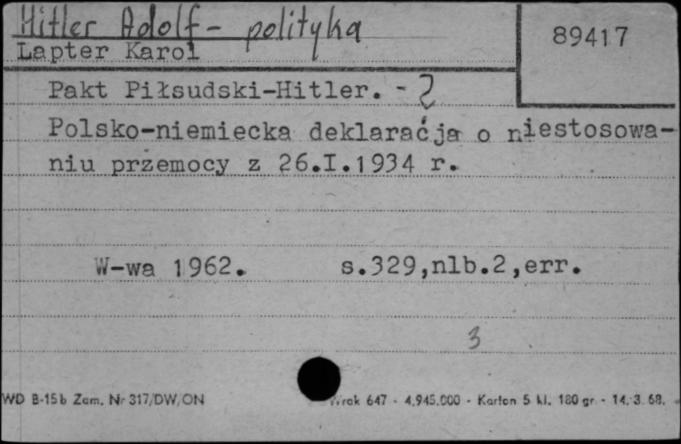 Hitler Adolf - polityka
89417
Lapter Karol
Pakt Piłsudski-Hitler. - ?
Polsko-niemiecka deklaracja o niestosowa-
niu przemocy z 26.I.1934 r.
W-wa 1962. s.329,nlb.2,err.
3
WD B-15b Zam. Nr 317/DW/ON
647 - 4.945.000 - Karton 5 kl. 180 gr - 14.3.68.